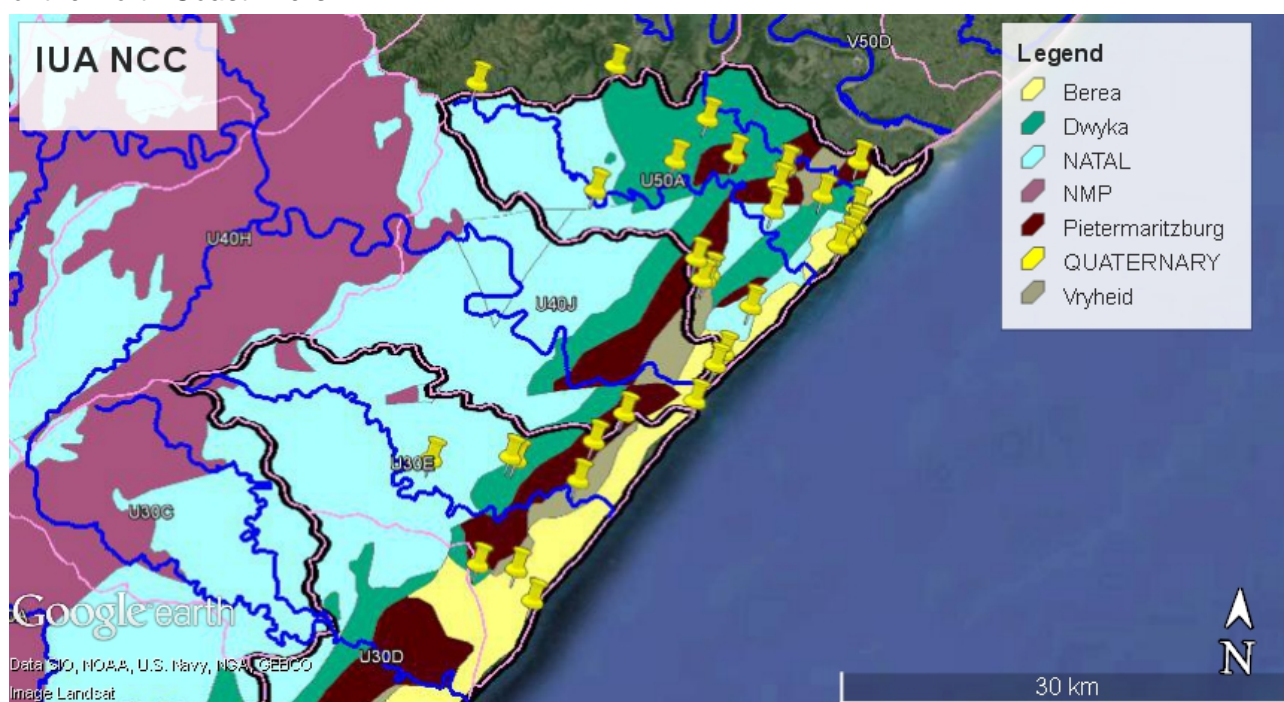 IUA NCC
V50D
Legend
Berea
Dwyka
NATAL
NMP
Pietermaritzburg
QUATERNARY
Vryheid
U50A
U40H
U40J
U30E
U30C
Google earth
U30D
Data SIO, NOAA, U.S. Navy, NGA, GEBCO
Image Landsat
N
30 km